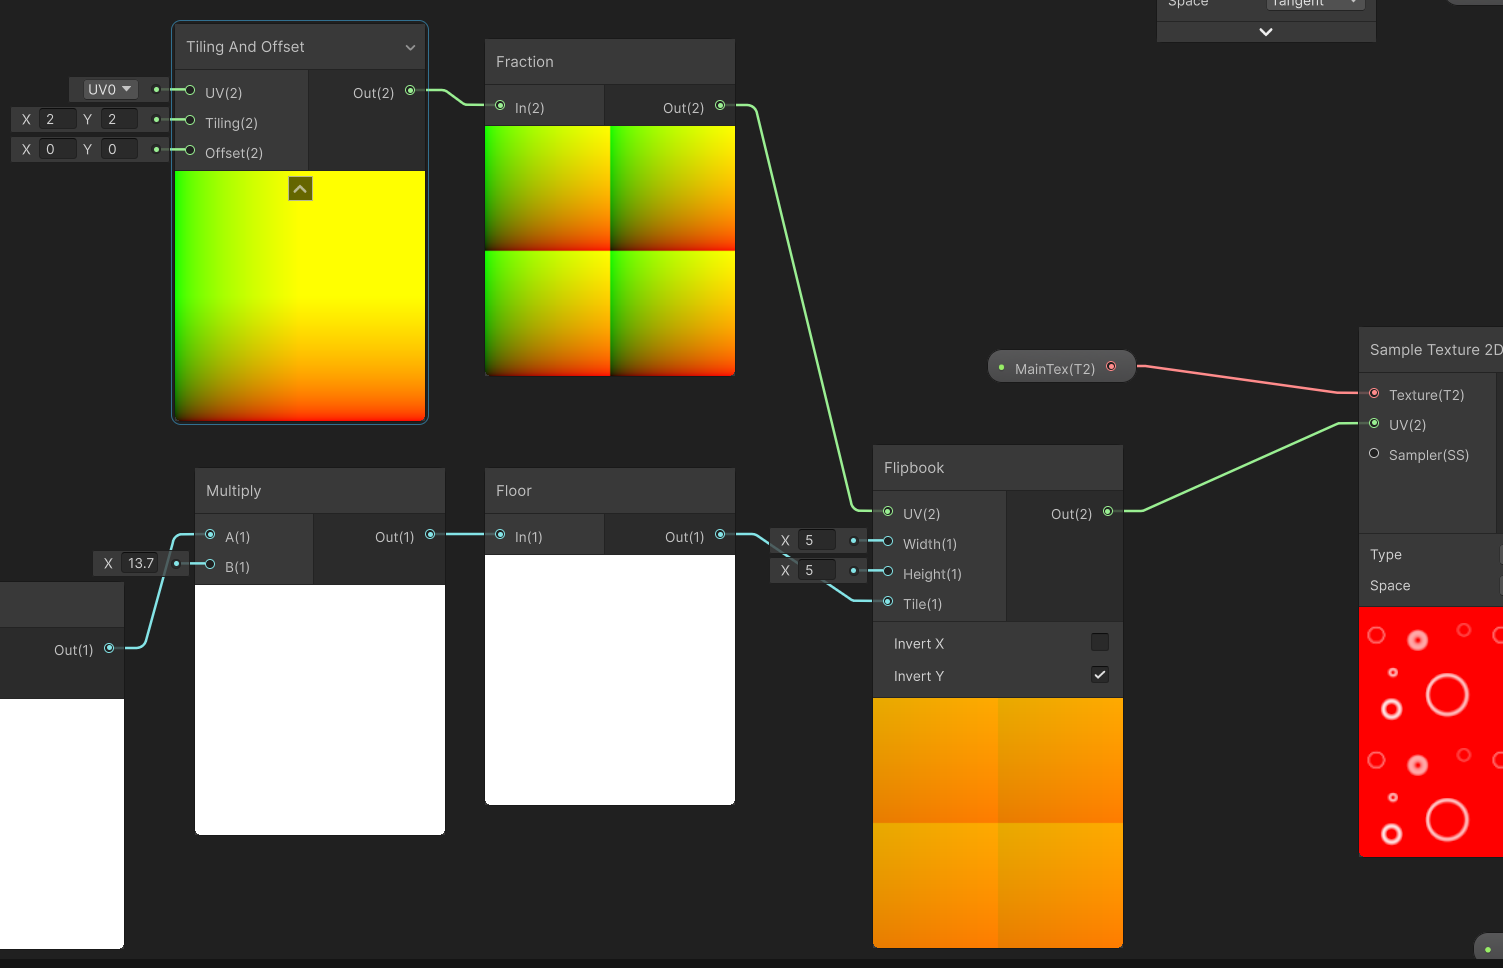 Space Tangent
Tiling And Offset
UV0
UV(2)
Out(2)
X 2 Y 2
Tiling(2)
X 0 Y 0
Offset(2)
Fraction
In(2)
Out(2)
MainTex(T2)
Sample Texture 2D
Texture(T2)
UV(2)
Sampler(SS)
Type
Space
Multiply
A(1)
Out(1)
X 13.7
B(1)
Out(1)
Floor
In(1)
Out(1)
Flipbook
UV(2)
Out(2)
X 5
Width(1)
X 5
Height(1)
Tile(1)
Invert X
Invert Y